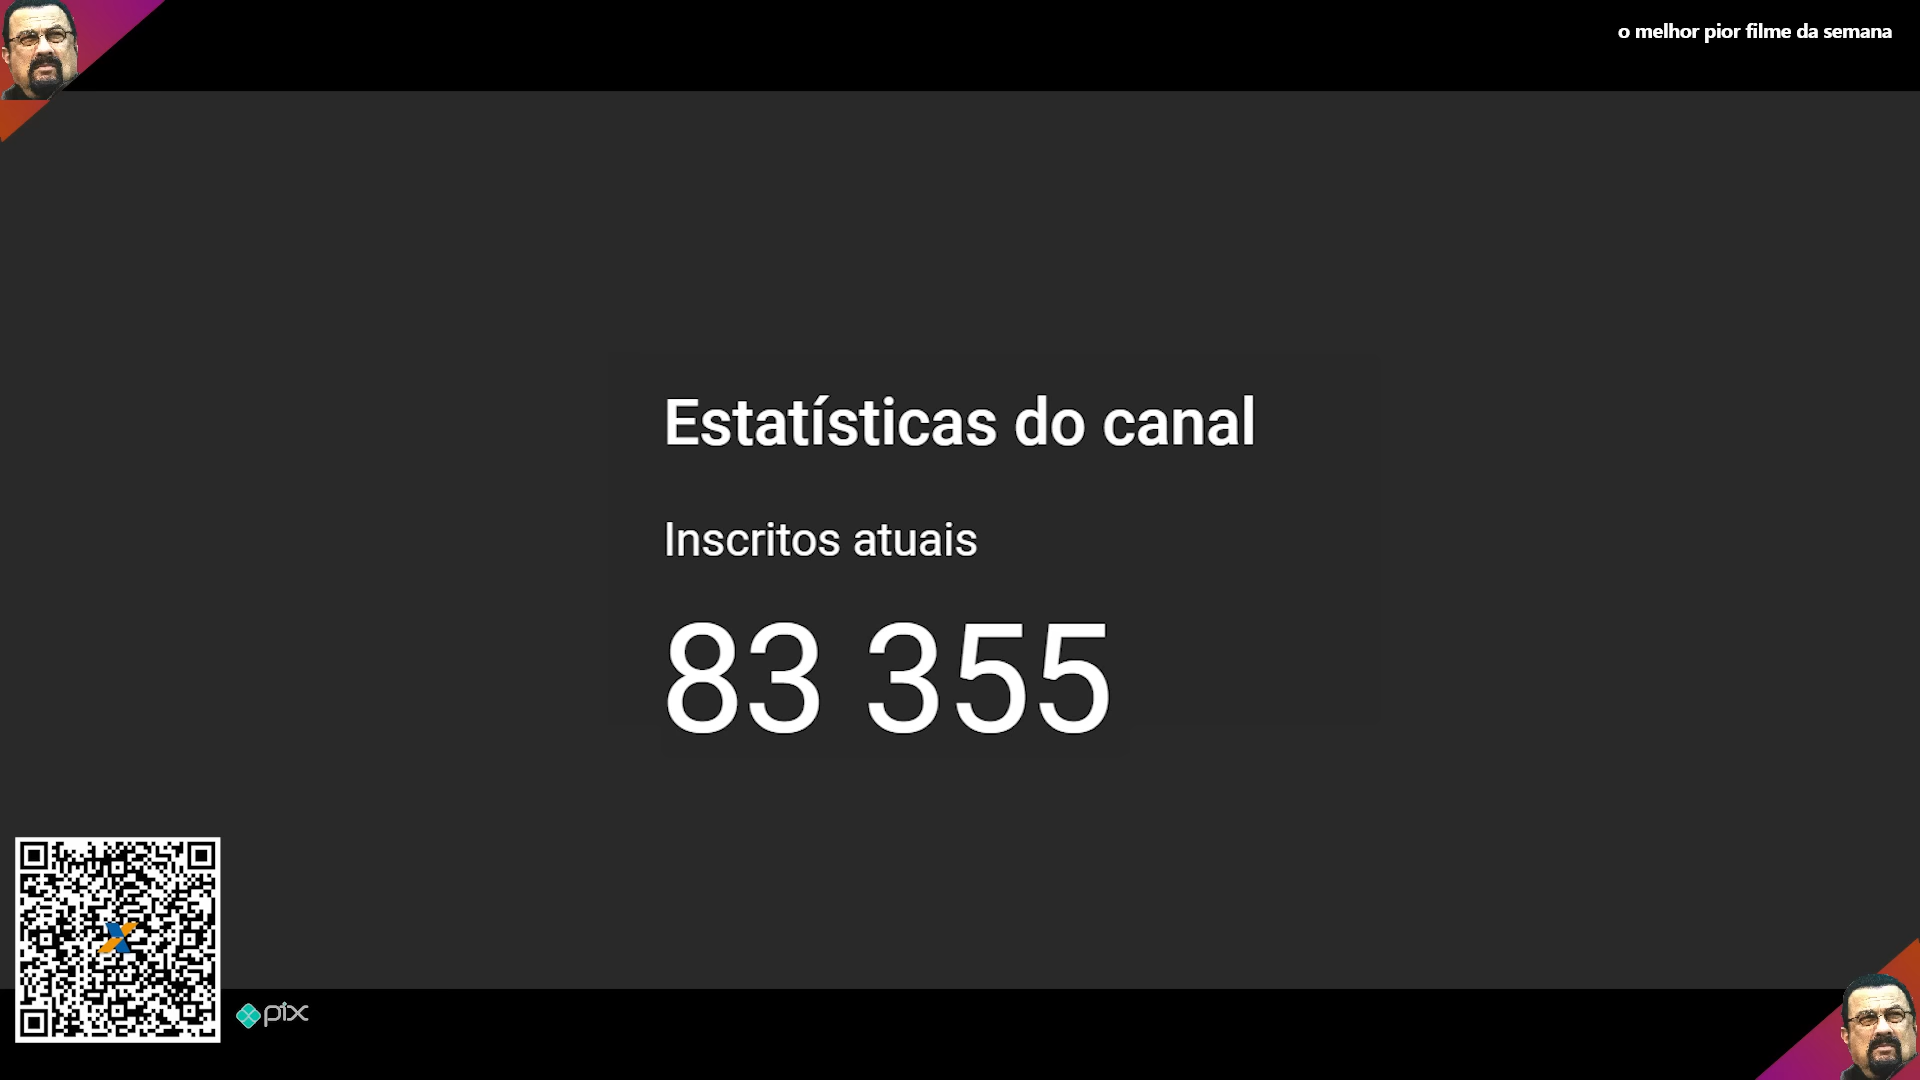 o melhor pior filme da semana
Estatísticas do canal
Inscritos atuais
83 355
pix